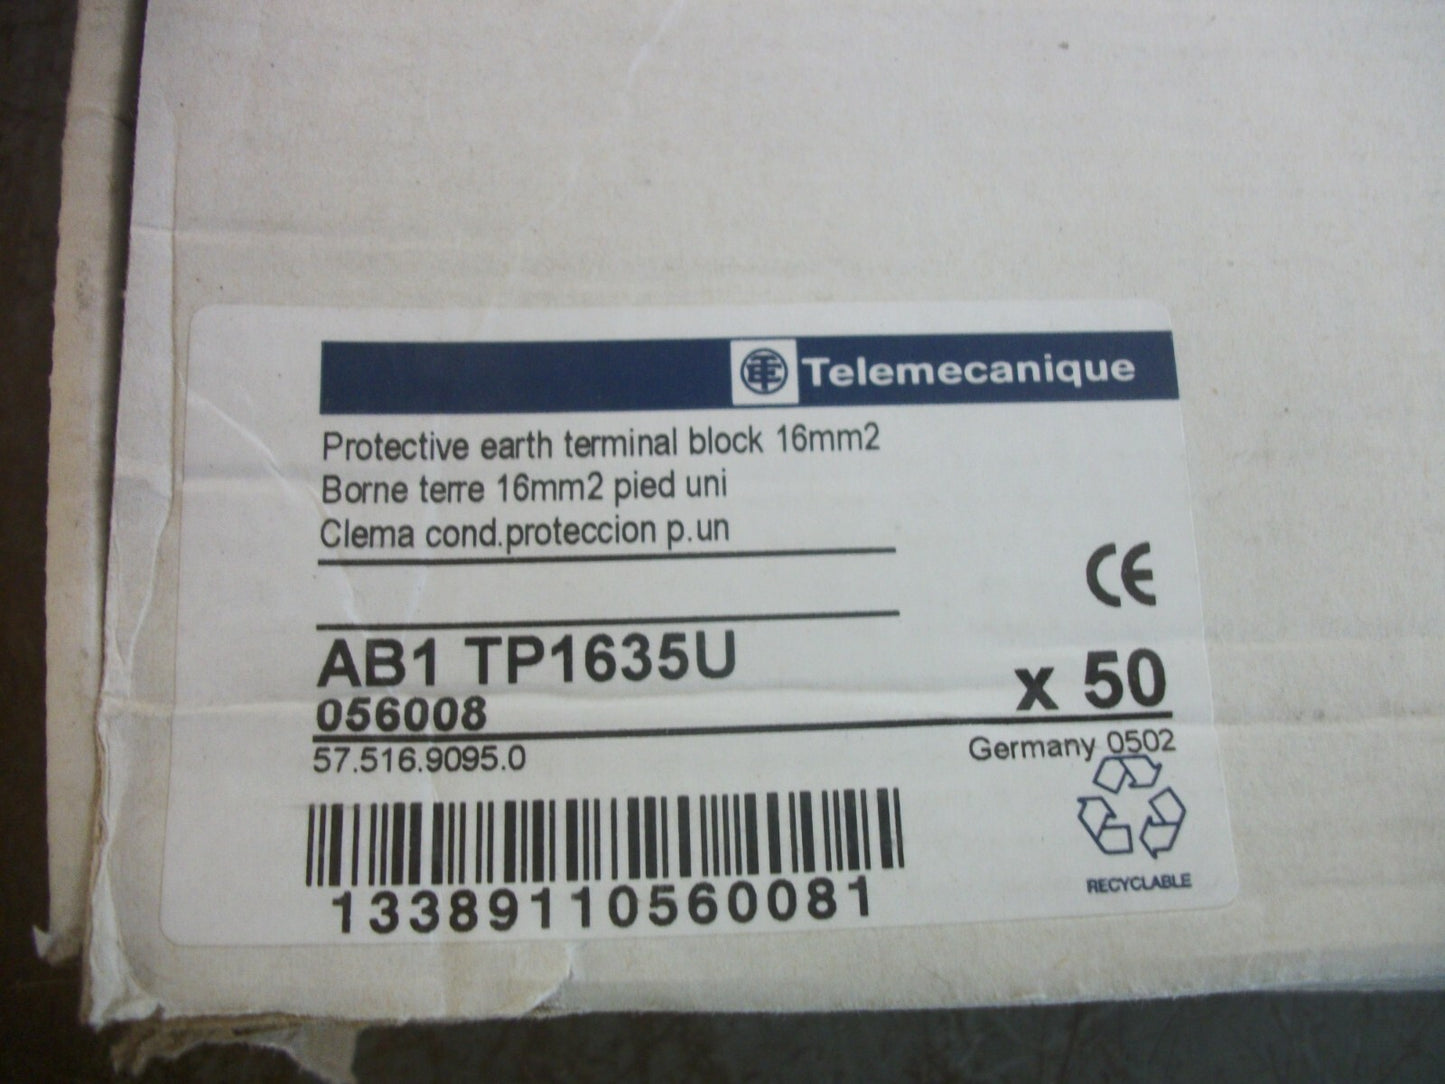 Telemecanique
Protective earth terminal block 16mm2
Borne terre 16mm2 pied uni
Clema cond.proteccion p.un
CE
AB1 TP1635U
x 50
056008
57.516.9095.0
Germany 0502
RECYCLABLE
13389110560081